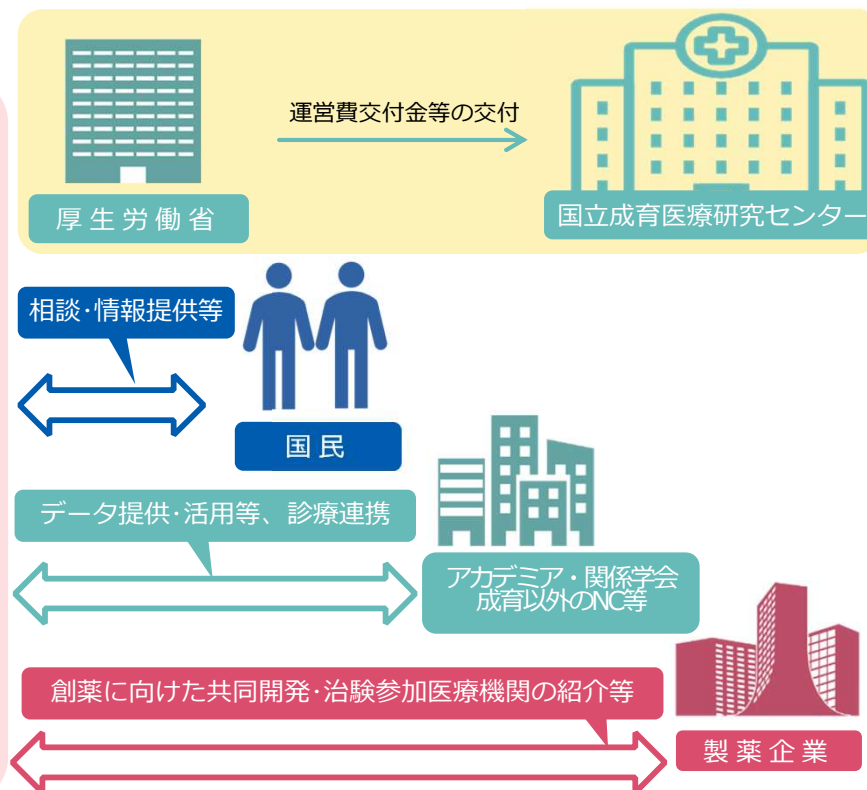 運営費交付金等の交付
厚生労働省
国立成育医療研究センター
相談・情報提供等
国民
データ提供・活用等、診療連携
アカデミア・関係学会
成育以外のNC等
創薬に向けた共同開発・治験参加医療機関の紹介等
製薬企業